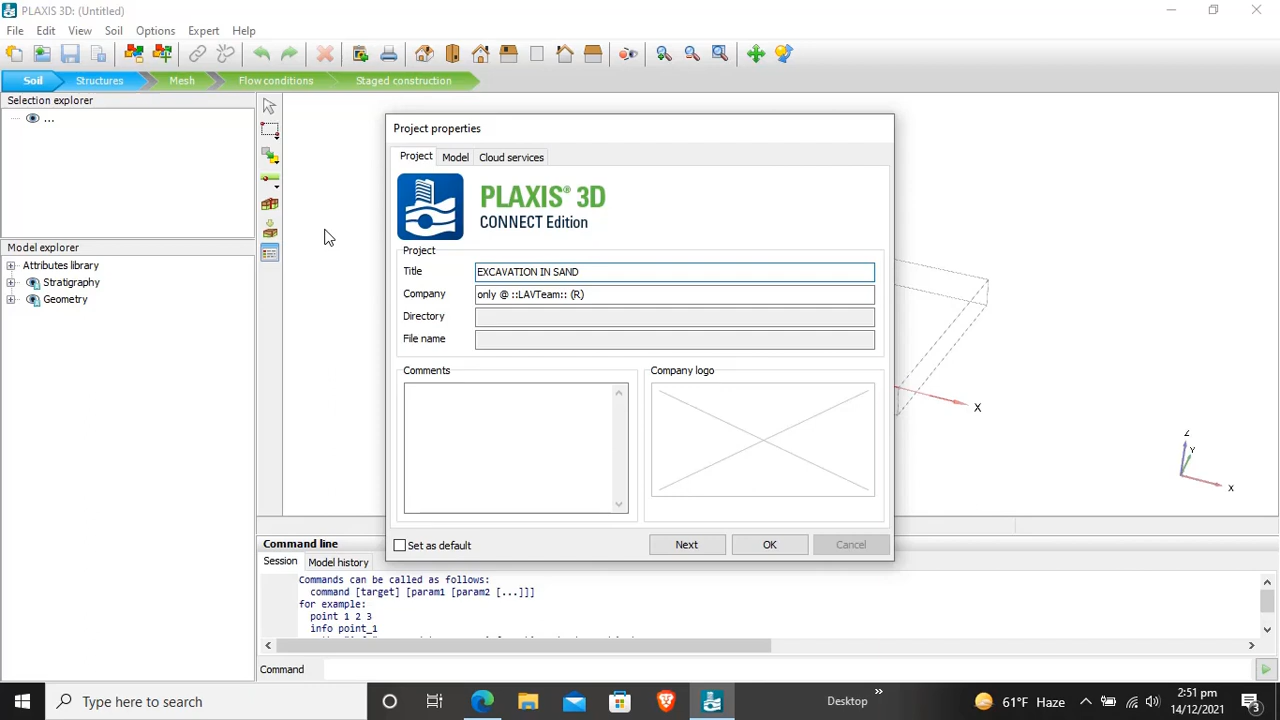 PLAXIS 3D: (Untitled)
File Edit View Soil Options Expert Help
Soil Structures Mesh Flow conditions Staged construction
Selection explorer
...
Model explorer
Attributes library
Stratigraphy
Geometry
Project properties
Project Model Cloud services
PLAXIS® 3D
CONNECT Edition
Project
Title EXCAVATION IN SAND
Company only @ ::LAVTeam:: (R)
Directory
File name
Comments Company logo
Set as default Next OK Cancel
X
Z
Y
X
Command line
Session Model history
Commands can be called as follows:
command [target] [param1 [param2 [...]]]
for example:
point 1 2 3
info point_1
Command
Type here to search
Desktop »
61°F Haze
2:51 pm
14/12/2021
3